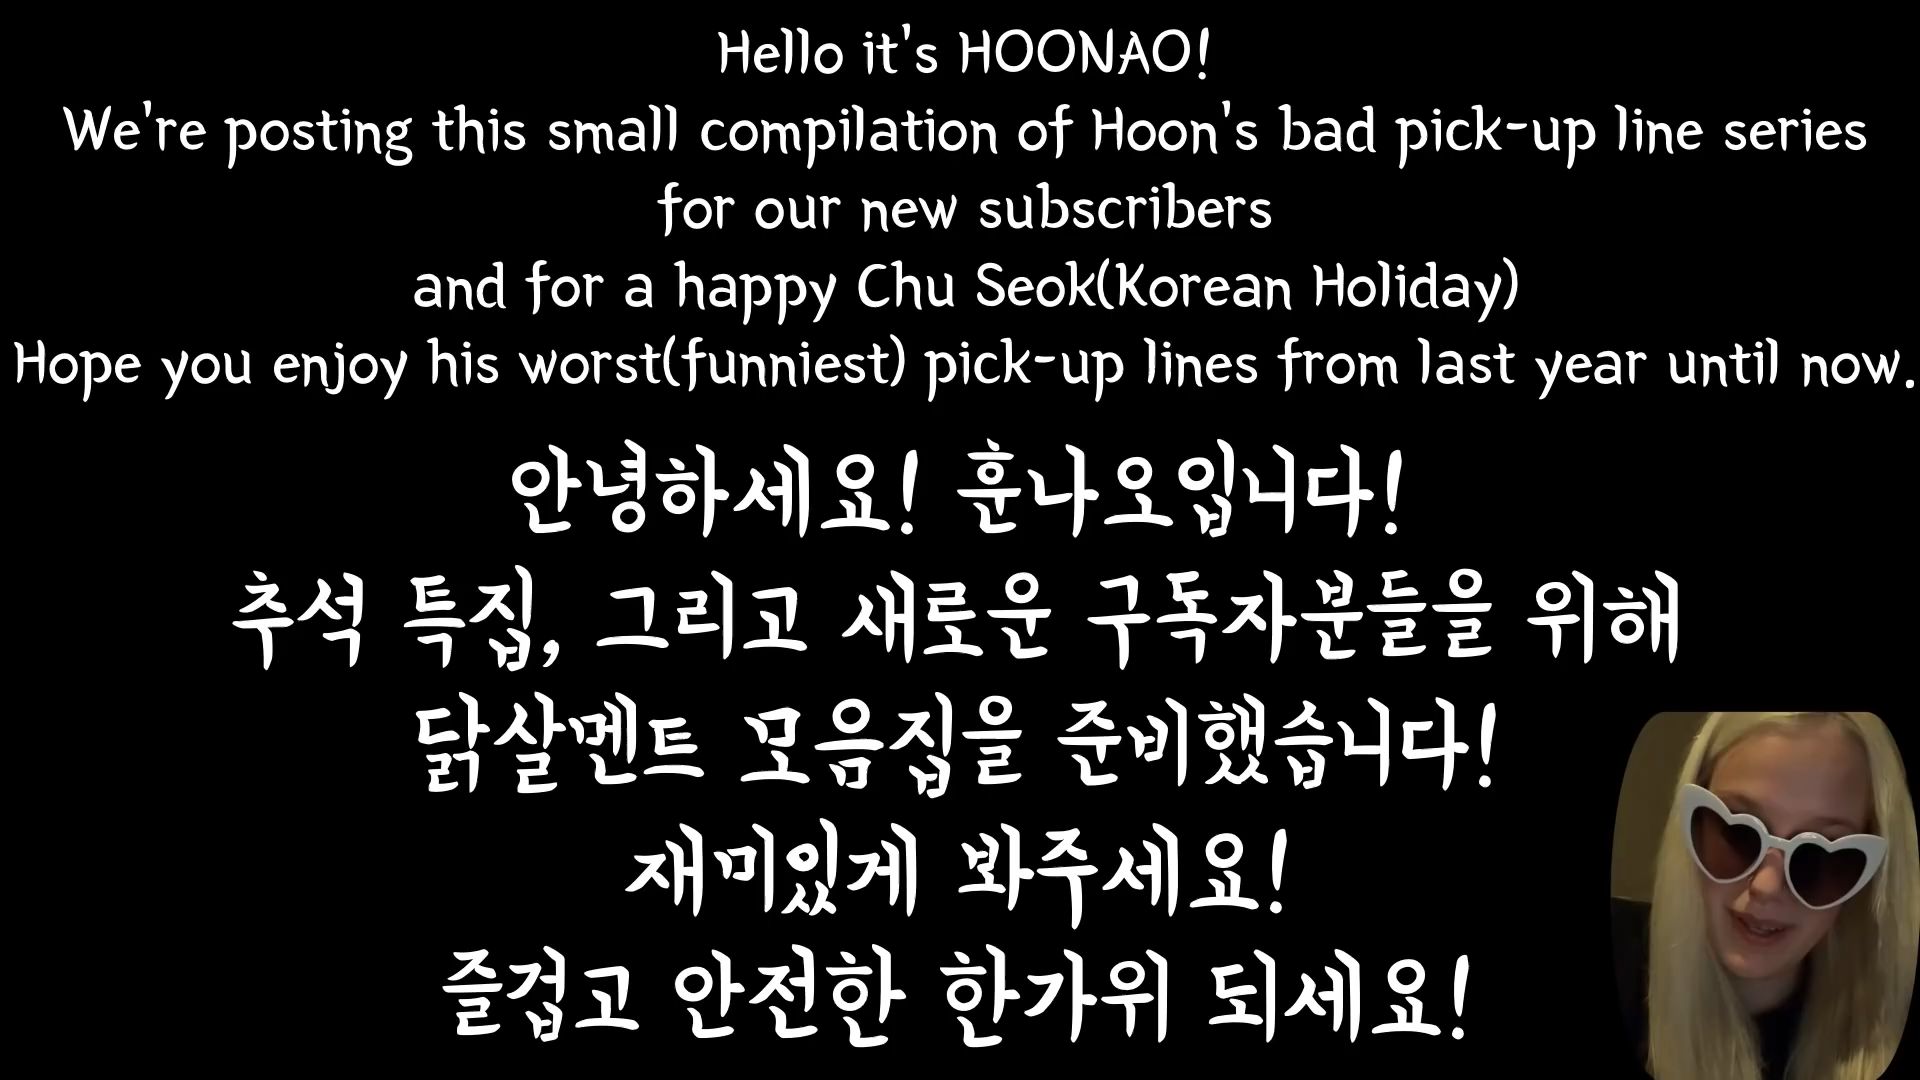 Hello it's HOONAO!
We're posting this small compilation of Hoon's bad pick-up line series
for our new subscribers
and for a happy Chu Seok(Korean Holiday)
Hope you enjoy his worst(funniest) pick-up lines from last year until now.
안녕하세요! 훈나오입니다!
추석 특집, 그리고 새로운 구독자분들을 위해
닭살멘트 모음집을 준비했습니다!
재미있게 봐주세요!
즐겁고 안전한 한가위 되세요!